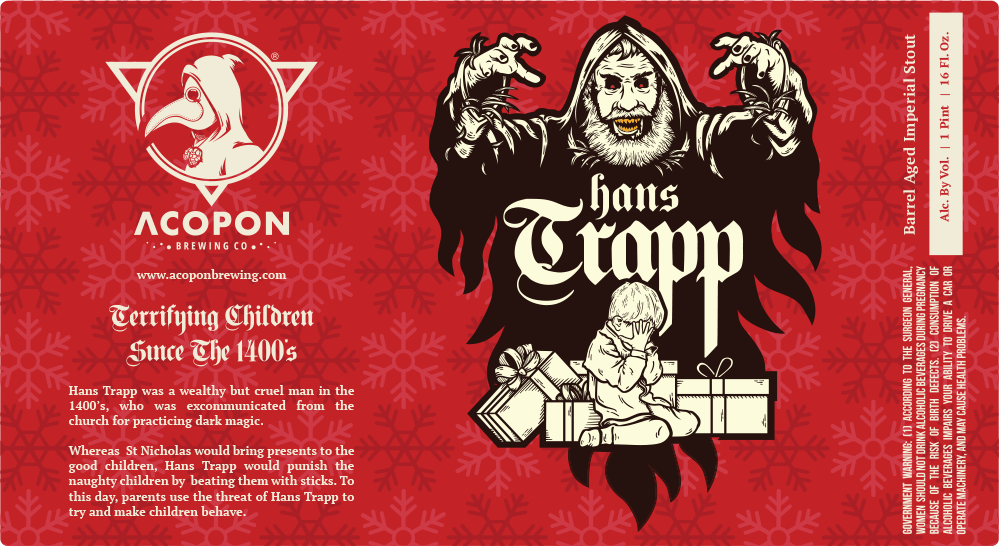 ®
ACOPON
BREWING CO
www.acoponbrewing.com
Terrifying Children
Since The 1400's
Hans Trapp was a wealthy but cruel man in the
1400's, who was excommunicated from the
church for practicing dark magic.
Whereas St Nicholas would bring presents to the
good children, Hans Trapp would punish the
naughty children by beating them with sticks. To
this day, parents use the threat of Hans Trapp to
try and make children behave.
hans
Trapp
Barrel Aged Imperial Stout
Alc. By Vol. | 1 Pint | 16 Fl. Oz.
GOVERNMENT WARNING: (1) ACCORDING TO THE SURGEON GENERAL,
WOMEN SHOULD NOT DRINK ALCOHOLIC BEVERAGES DURING PREGNANCY
BECAUSE OF THE RISK OF BIRTH DEFECTS. (2) CONSUMPTION OF
ALCOHOLIC BEVERAGES IMPAIRS YOUR ABILITY TO DRIVE A CAR OR
OPERATE MACHINERY, AND MAY CAUSE HEALTH PROBLEMS.